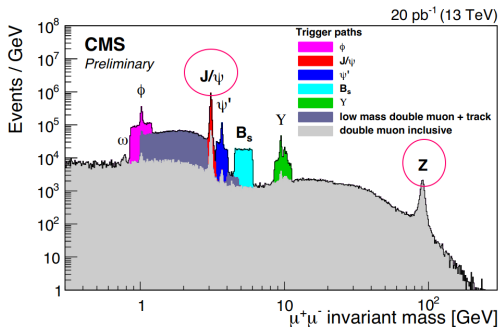 20 pb⁻¹ (13 TeV)
Events / GeV
10⁸
10⁷
10⁶
10⁵
10⁴
10³
10²
10
1
CMS
Preliminary
Trigger paths
ϕ
J/ψ
ψ'
Bₛ
Υ
low mass double muon + track
double muon inclusive
ω
ϕ
J/ψ
ψ'
Bₛ
Υ
Z
1
10
10²
μ⁺μ⁻ invariant mass [GeV]